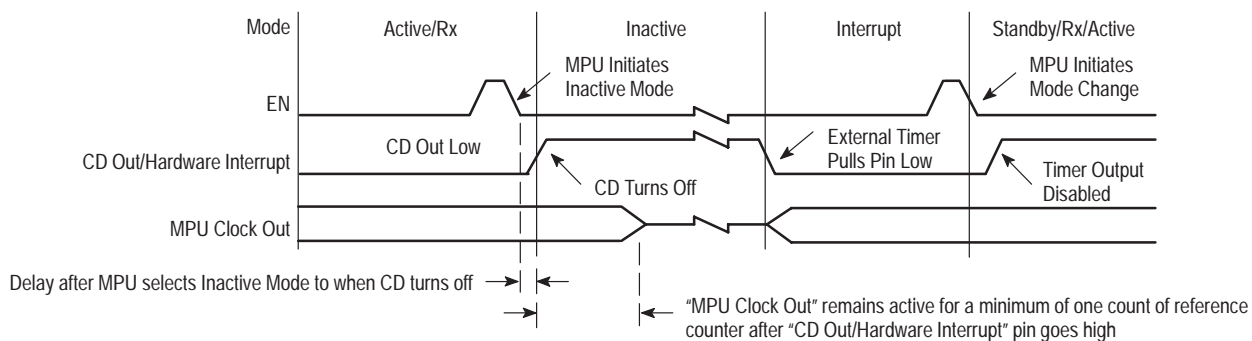 Mode Active/Rx Inactive Interrupt Standby/Rx/Active
EN
MPU Initiates
Inactive Mode
MPU Initiates
Mode Change
CD Out/Hardware Interrupt
CD Out Low
CD Turns Off
External Timer
Pulls Pin Low
Timer Output
Disabled
MPU Clock Out
Delay after MPU selects Inactive Mode to when CD turns off
“MPU Clock Out” remains active for a minimum of one count of reference
counter after “CD Out/Hardware Interrupt” pin goes high